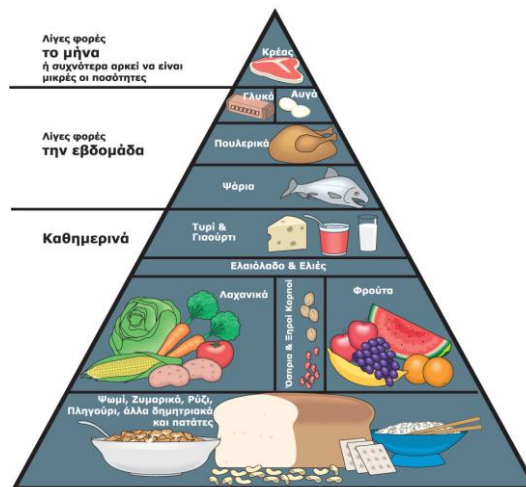 Λίγες φορές
το μήνα
ή συχνότερα αρκεί να είναι
μικρές οι ποσότητες
Κρέας
Γλυκά
Αυγά
Λίγες φορές
την εβδομάδα
Πουλερικά
Ψάρια
Καθημερινά
Τυρί &
Γιαούρτι
Ελαιόλαδο & Ελιές
Λαχανικά
Όσπρια & Ξηροί Καρποί
Φρούτα
Ψωμί, Ζυμαρικά, Ρύζι,
Πληγούρι, άλλα δημητριακά
και πατάτες